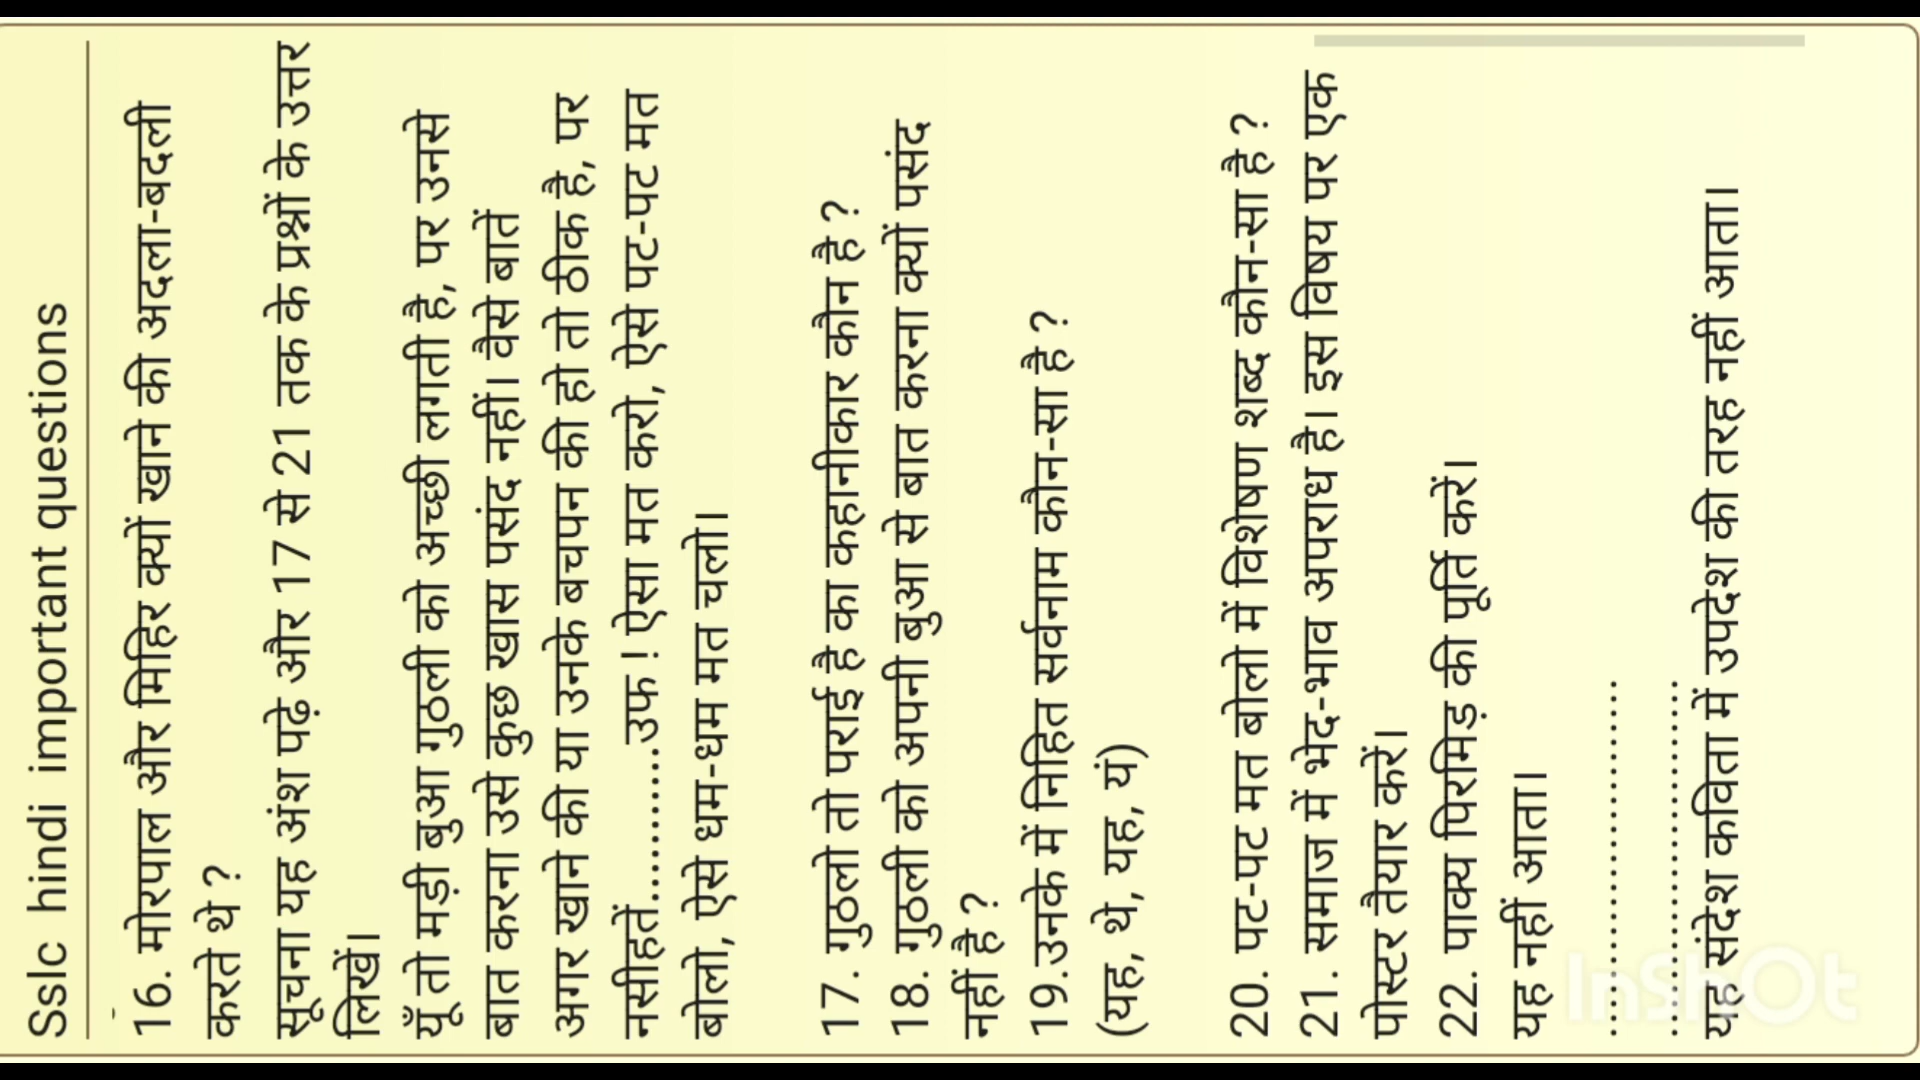 Sslc hindi important questions
16. मोरपाल और मिहिर क्यों खाने की अदला-बदली
करते थे ?
सूचना यह अंश पढ़ें और 17 से 21 तक के प्रश्नों के उत्तर
लिखें।
यूँ तो मड़ी बुआ गुठली को अच्छी लगती है, पर उनसे
बात करना उसे कुछ खास पसंद नहीं। वैसे बातें
अगर खाने की या उनके बचपन की हो तो ठीक है, पर
नसीहतें............उफ ! ऐसा मत करो, ऐसे पट-पट मत
बोलो, ऐसे धम-धम मत चलो।
17. गुठलो तो पराई है का कहानीकार कौन है ?
18. गुठली को अपनी बुआ से बात करना क्यों पसंद
नहीं है ?
19.उनके में निहित सर्वनाम कौन-सा है ?
(यह, थे, यह, यं)
20. पट-पट मत बोलो में विशेषण शब्द कौन-सा है ?
21. समाज में भेद-भाव अपराध है। इस विषय पर एक
पोस्टर तैयार करें।
22. पाक्य पिरमिड़ की पूर्ति करें।
यह नहीं आता।
........................
........................
यह संदेश कविता में उपदेश की तरह नहीं आता।
InShOt